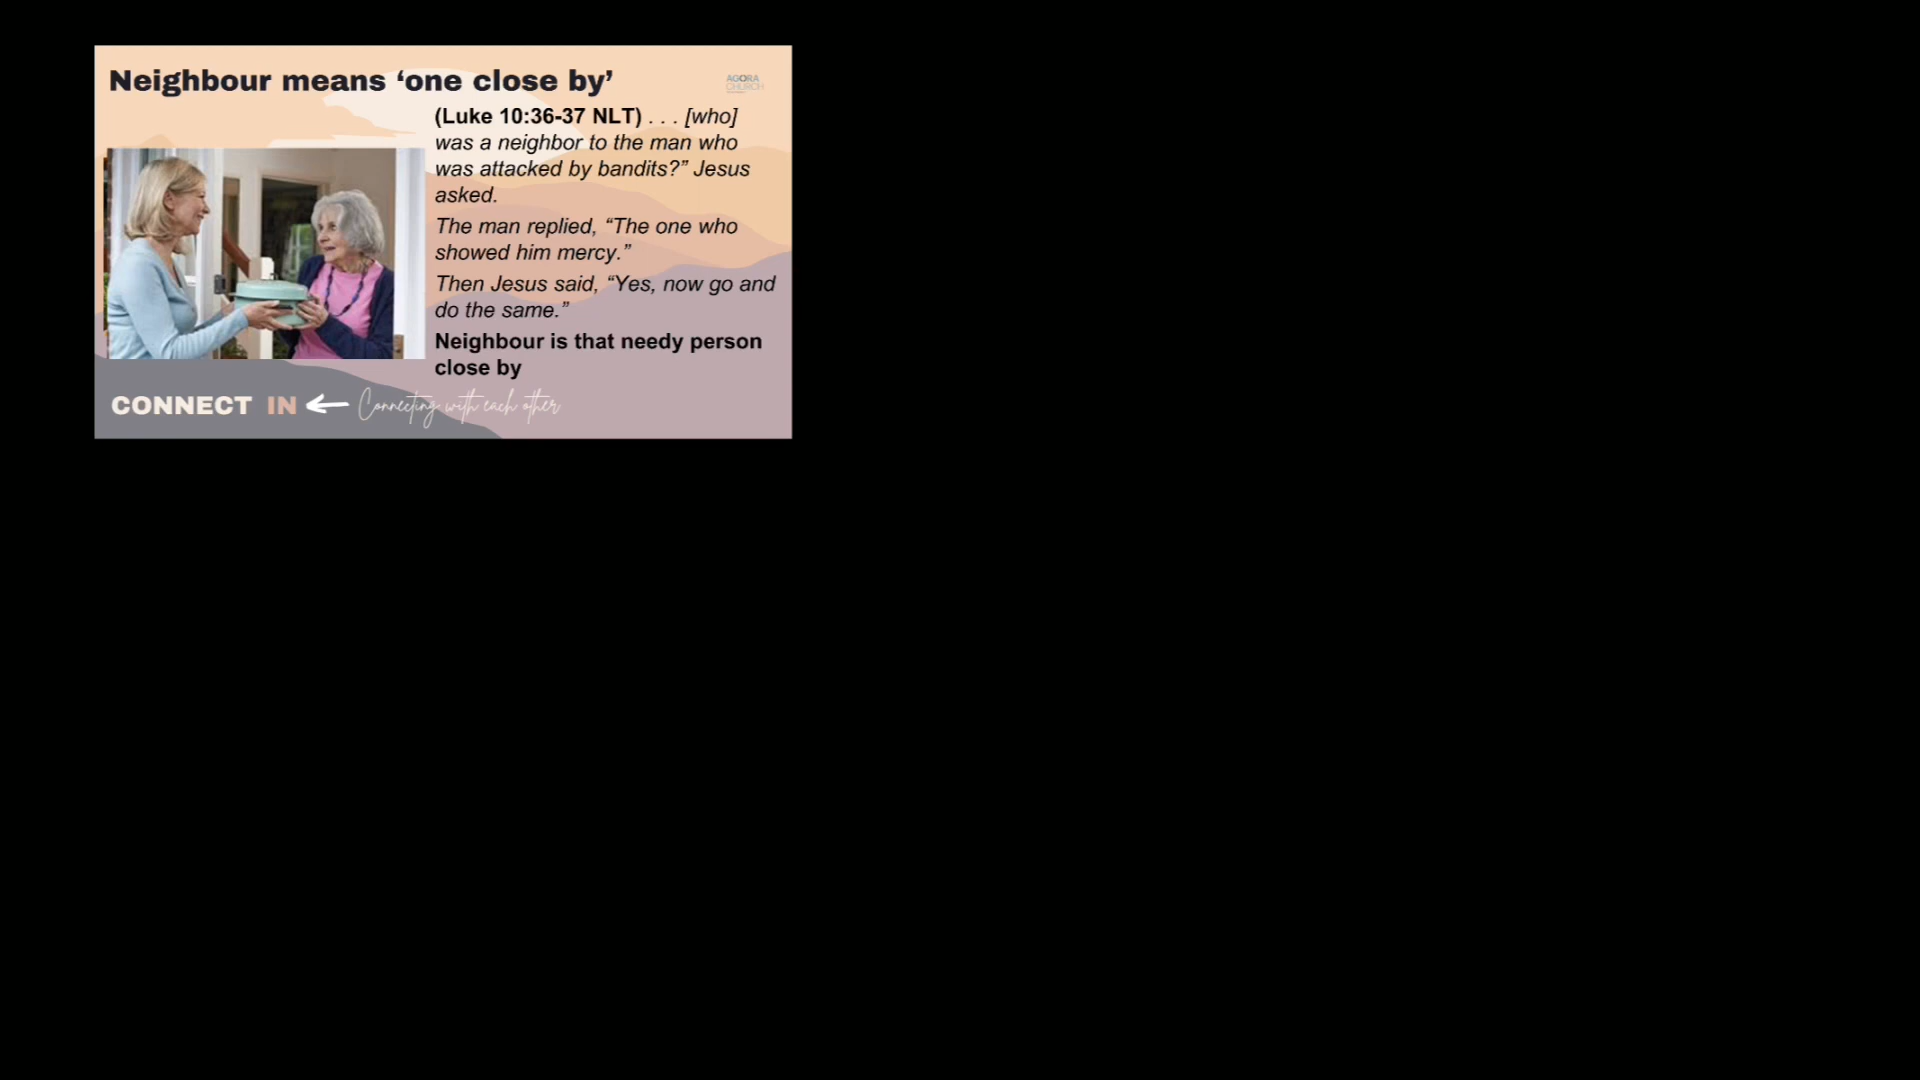 Neighbour means ‘one close by’
AGORA
CHURCH
(Luke 10:36-37 NLT) . . . [who]
was a neighbor to the man who
was attacked by bandits?” Jesus
asked.
The man replied, “The one who
showed him mercy.”
Then Jesus said, “Yes, now go and
do the same.”
Neighbour is that needy person
close by
CONNECT IN Connecting with each other